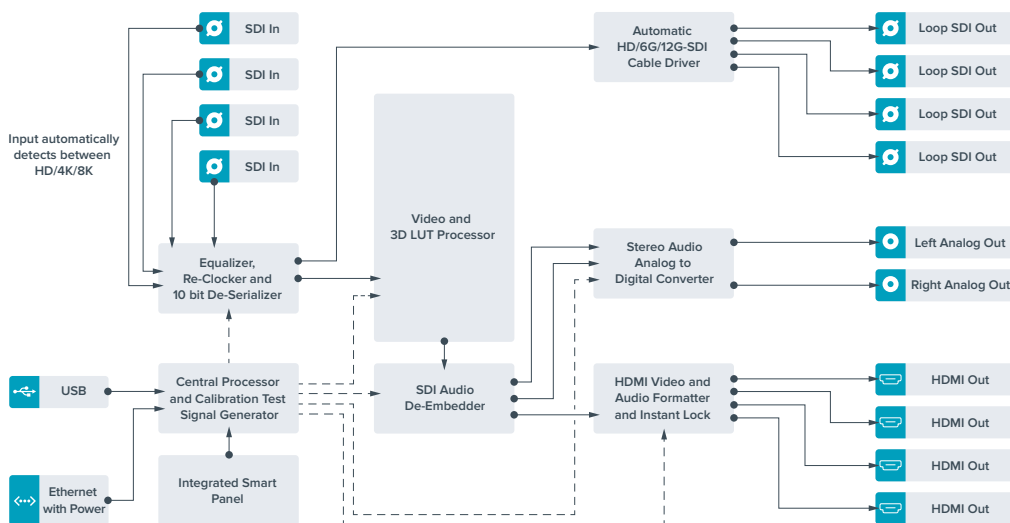 SDI In
SDI In
SDI In
SDI In
Input automatically
detects between
HD/4K/8K
Equalizer,
Re-Clocker and
10 bit De-Serializer
Video and
3D LUT Processor
Automatic
HD/6G/12G-SDI
Cable Driver
Loop SDI Out
Loop SDI Out
Loop SDI Out
Loop SDI Out
Stereo Audio
Analog to
Digital Converter
Left Analog Out
Right Analog Out
USB
Central Processor
and Calibration Test
Signal Generator
SDI Audio
De-Embedder
HDMI Video and
Audio Formatter
and Instant Lock
HDMI Out
HDMI Out
HDMI Out
HDMI Out
Ethernet
with Power
Integrated Smart
Panel